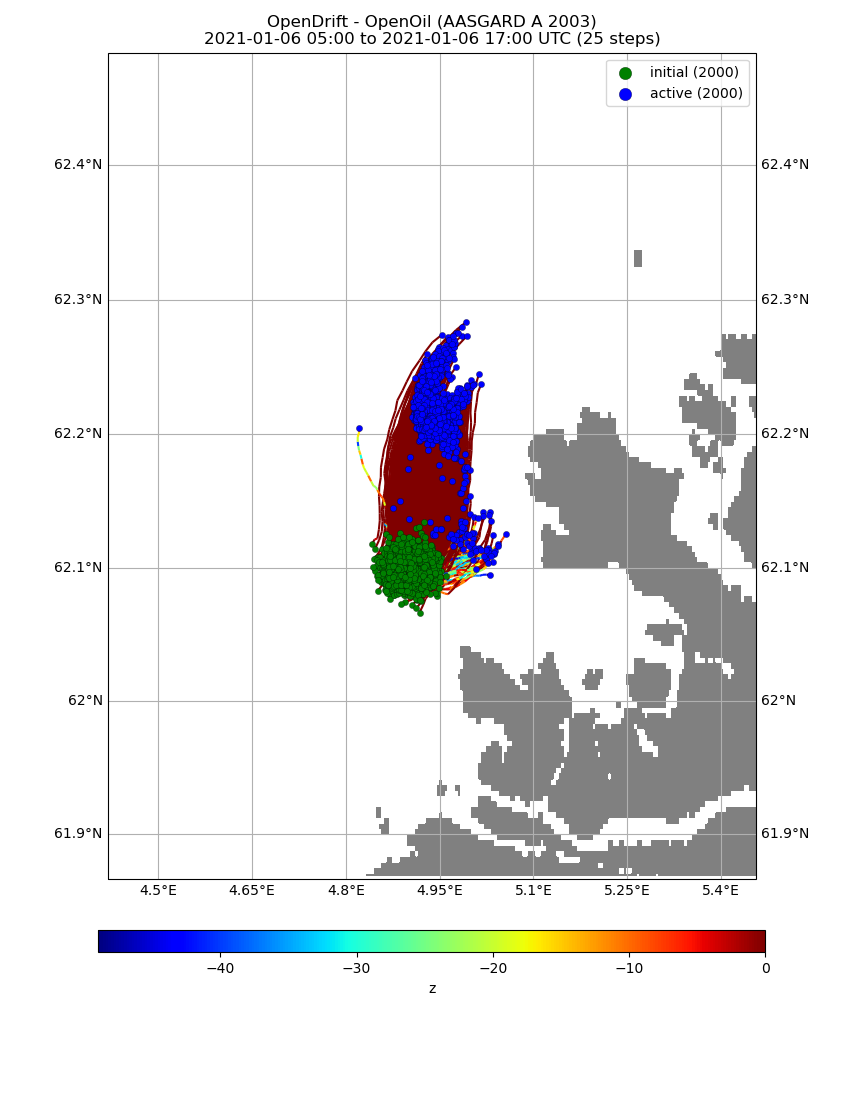 OpenDrift - OpenOil (AASGARD A 2003)
2021-01-06 05:00 to 2021-01-06 17:00 UTC (25 steps)
initial (2000)
active (2000)
62.4°N 62.4°N
62.3°N 62.3°N
62.2°N 62.2°N
62.1°N 62.1°N
62°N 62°N
61.9°N 61.9°N
4.5°E 4.65°E 4.8°E 4.95°E 5.1°E 5.25°E 5.4°E
−40 −30 −20 −10 0
z